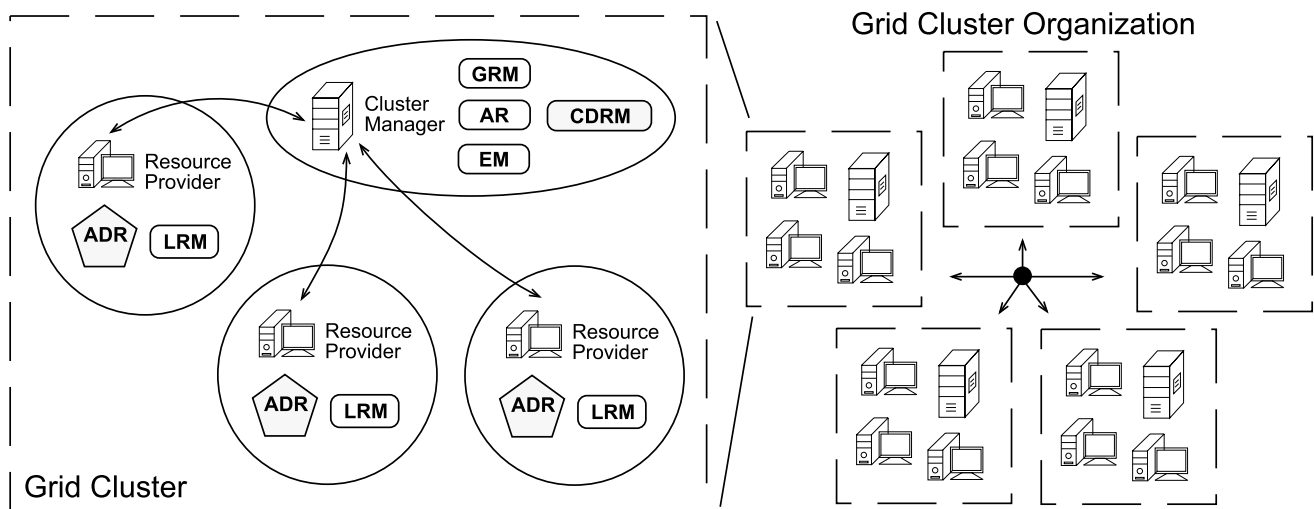 Grid Cluster Organization
GRM
Cluster
Manager
AR
CDRM
EM
Resource
Provider
ADR
LRM
Resource
Provider
ADR
LRM
Resource
Provider
ADR
LRM
Grid Cluster